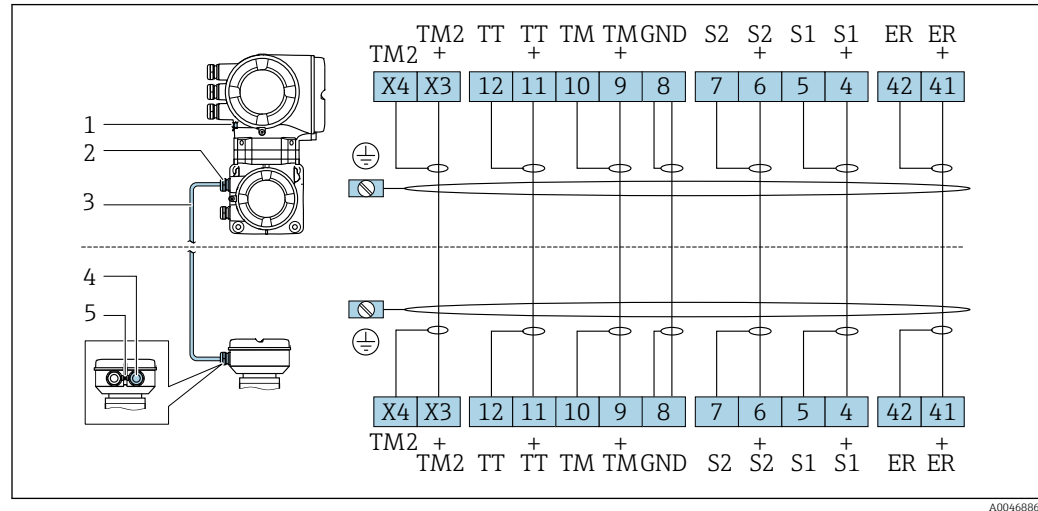 TM2 TT TT TM TM GND S2 S2 S1 S1 ER ER
TM2 + + + + + +
X4 X3 12 11 10 9 8 7 6 5 4 42 41
1
2
3
4
5
X4 X3 12 11 10 9 8 7 6 5 4 42 41
TM2 + + + + + +
TM2 TT TT TM TM GND S2 S2 S1 S1 ER ER
A0046886